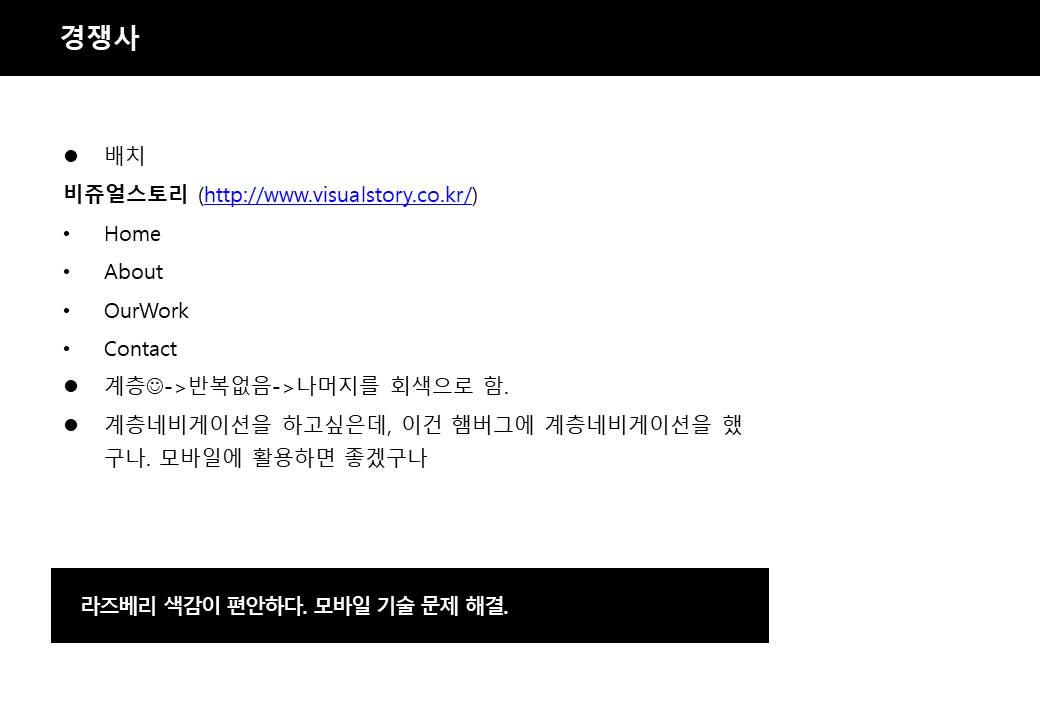 경쟁사
● 배치
비쥬얼스토리 (http://www.visualstory.co.kr/)
• Home
• About
• OurWork
• Contact
● 계층☺->반복없음->나머지를 회색으로 함.
● 계층네비게이션을 하고싶은데, 이건 햄버그에 계층네비게이션을 했
구나. 모바일에 활용하면 좋겠구나
라즈베리 색감이 편안하다. 모바일 기술 문제 해결.